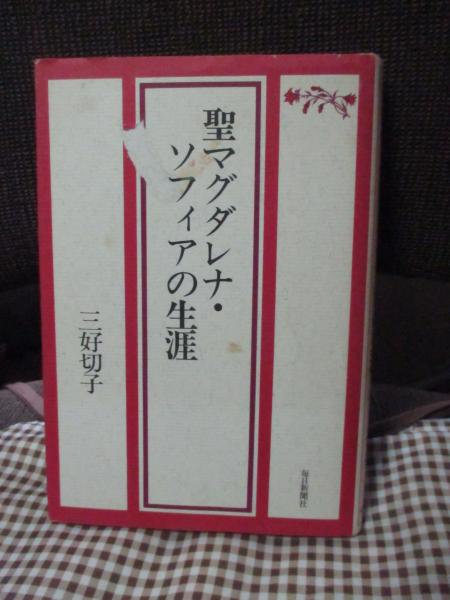 聖マグダレナ・
ソフィアの生涯
三好切子
毎日新聞社